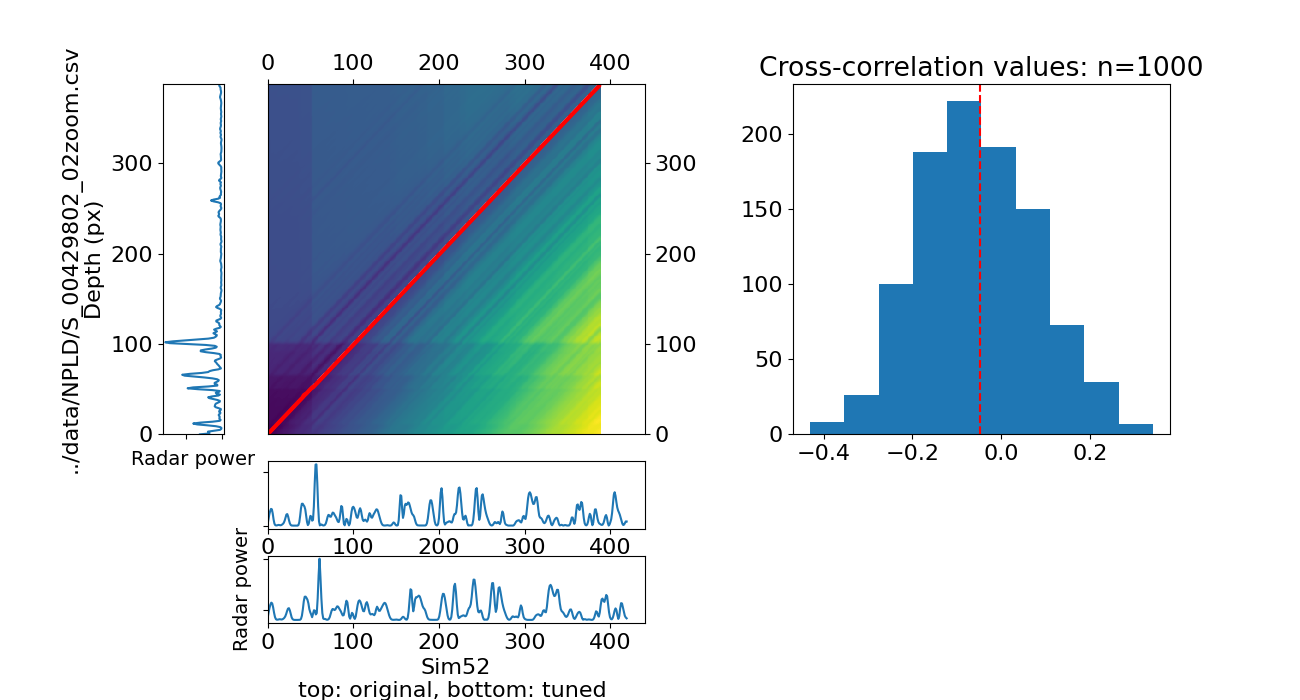 Cross-correlation values: n=1000
0 100 200 300 400
../data/NPLD/S_00429802_02zoom.csv
Depth (px)
300
200
100
0
300
200
100
0
Radar power
0 100 200 300 400
Radar power
0 100 200 300 400
Sim52
top: original, bottom: tuned
200
150
100
50
0
−0.4 −0.2 0.0 0.2